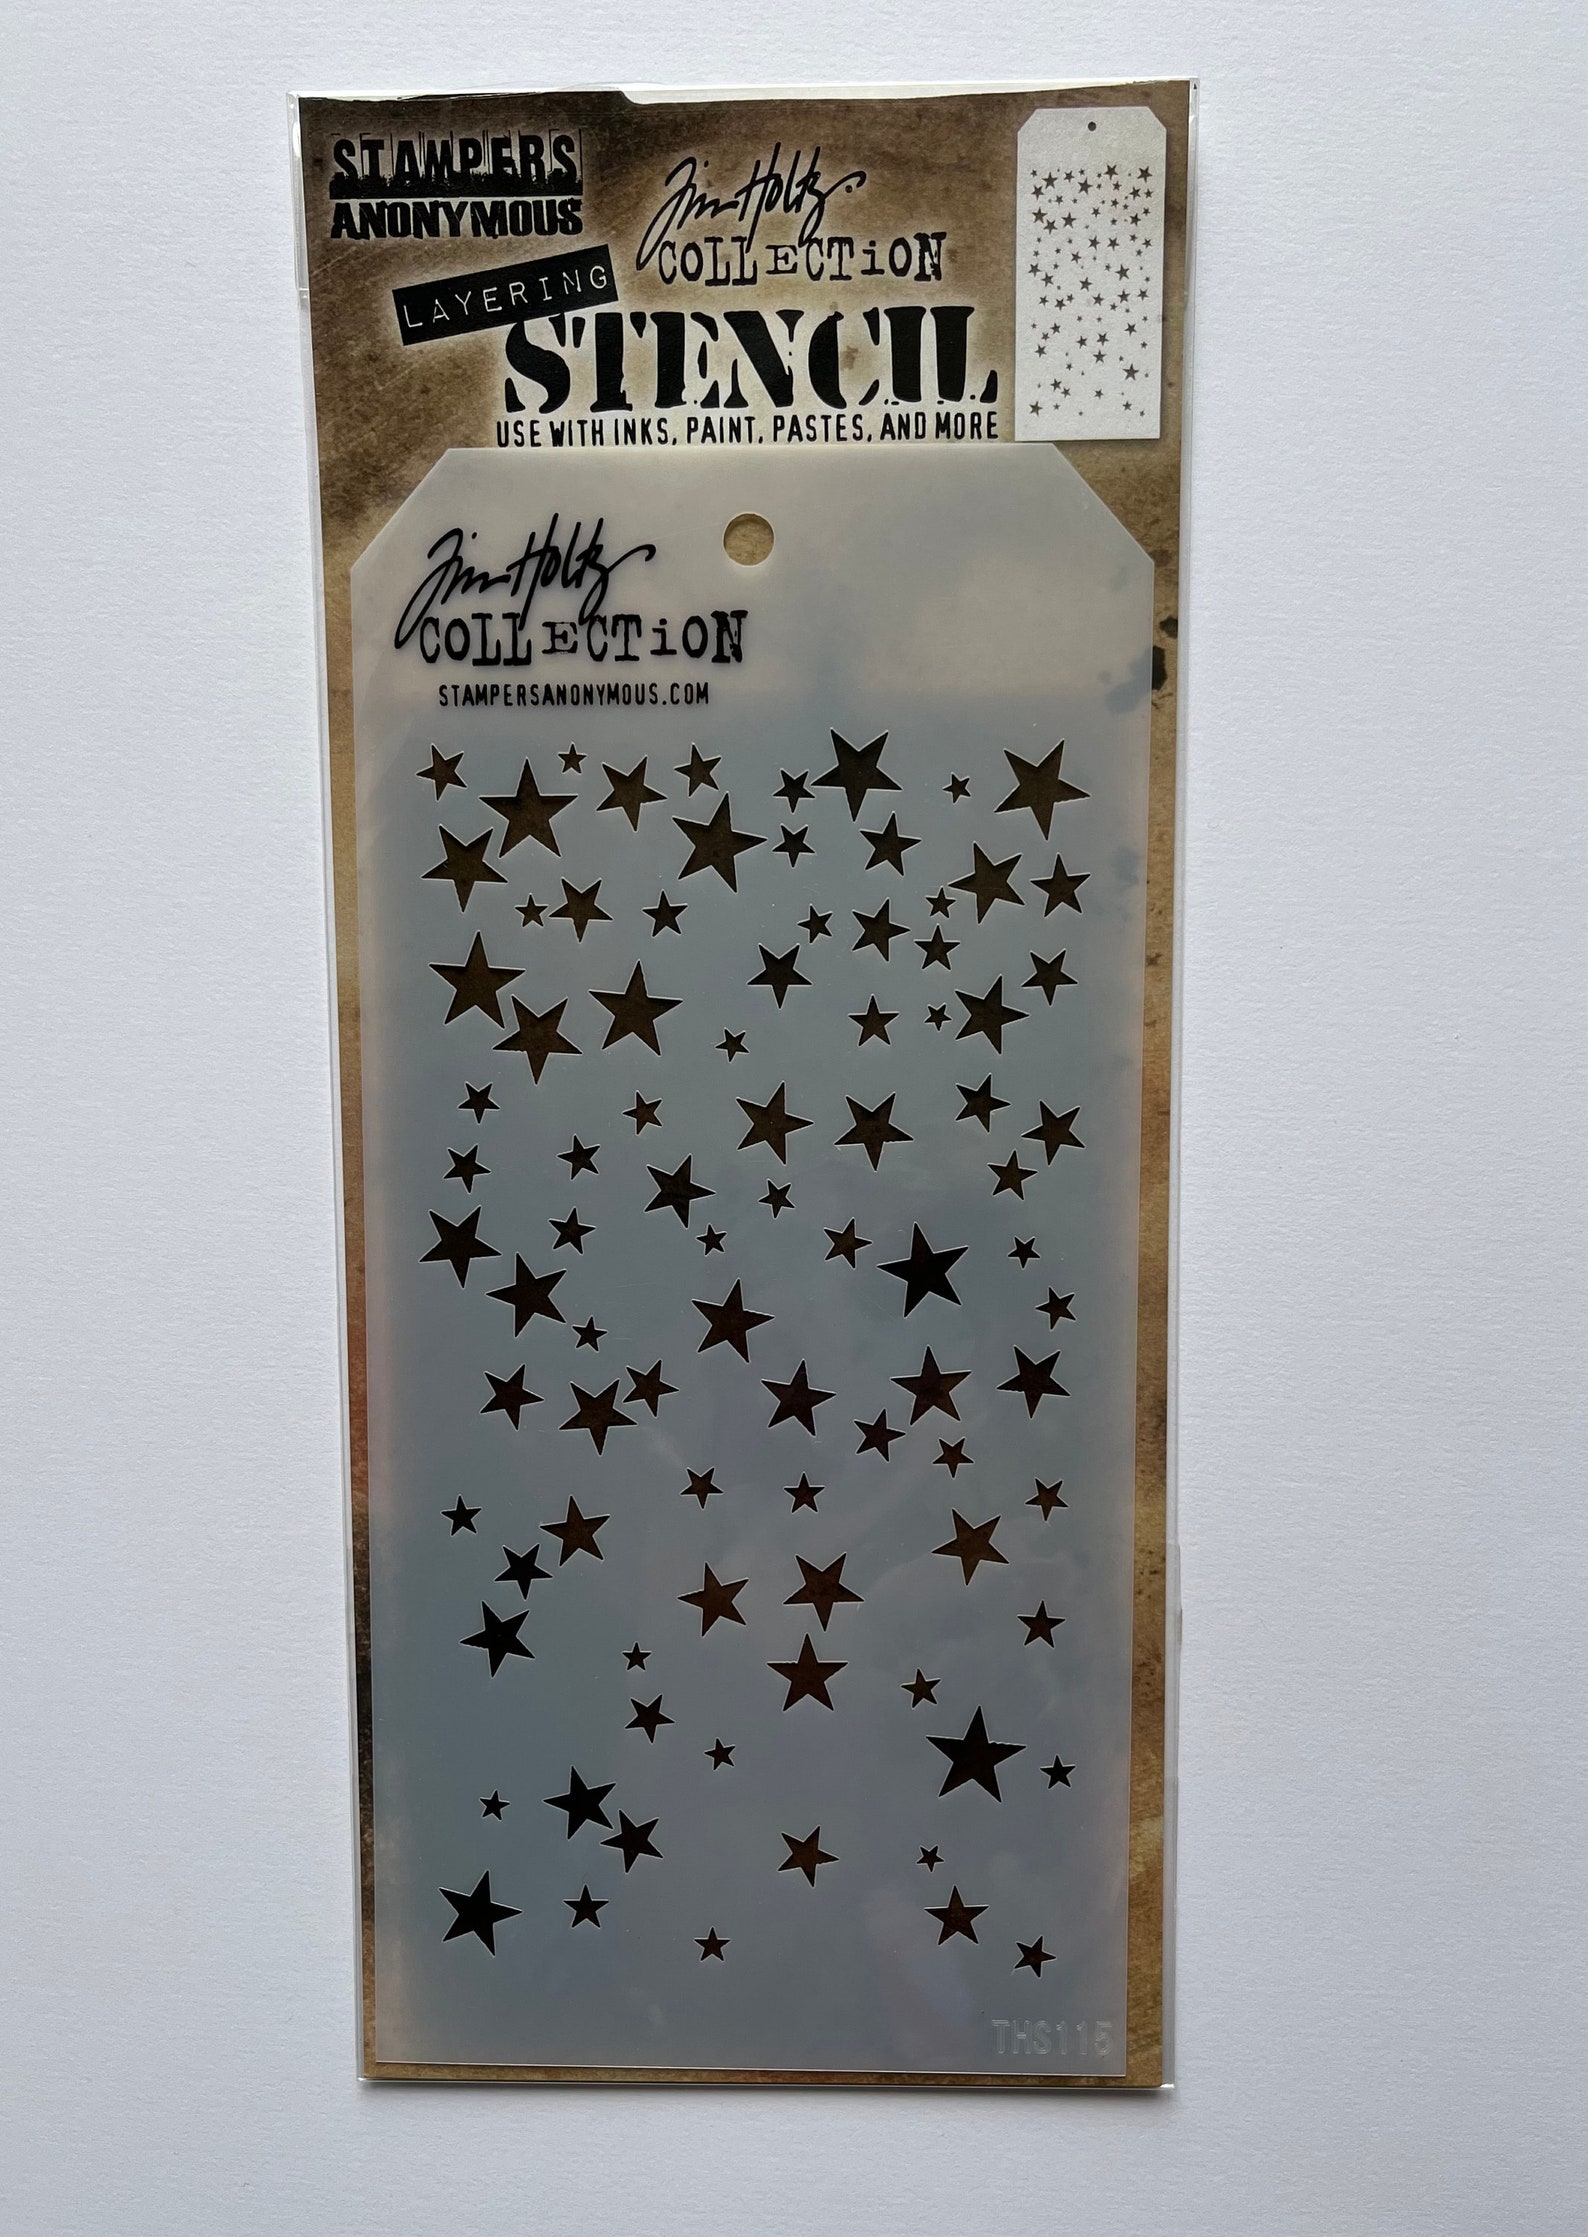 STAMPERS
ANONYMOUS
Tim Holtz
COLLECTiON
LAYERING
STENCIL
USE WITH INKS, PAINT, PASTES, AND MORE
Tim Holtz
COLLECTiON
STAMPERSANONYMOUS.COM
THS115